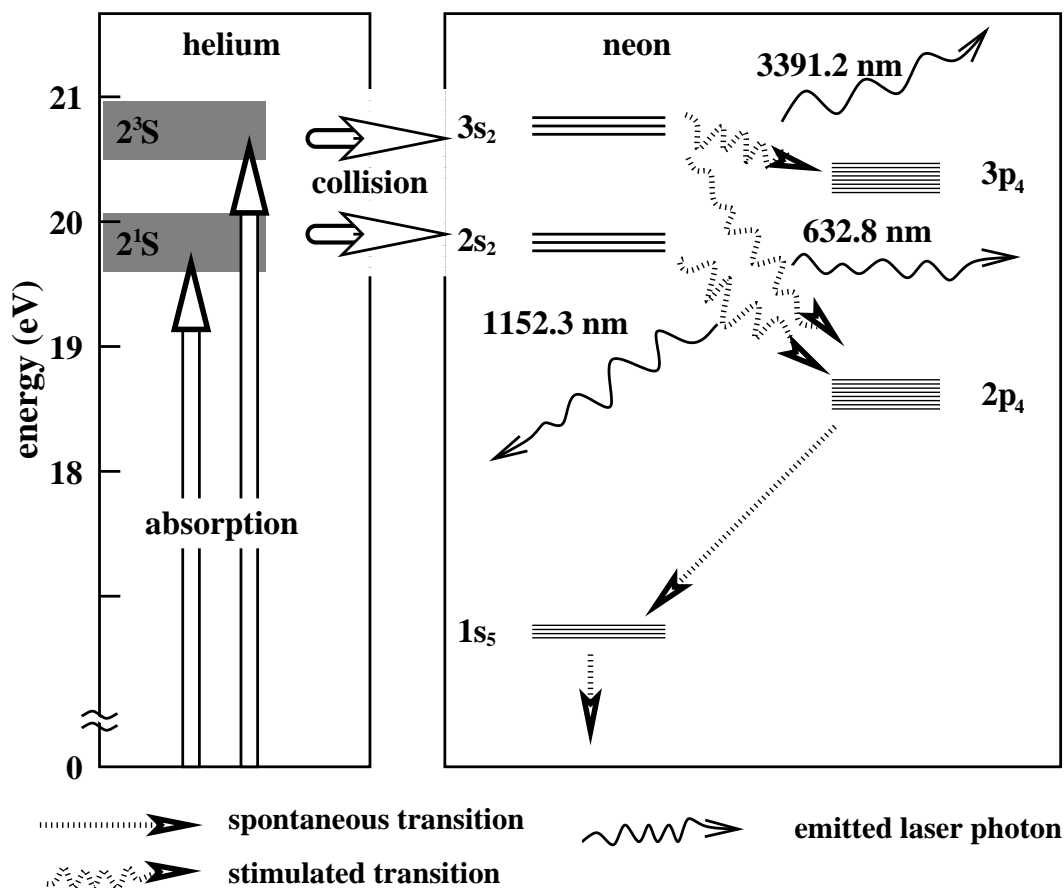 helium
neon
3391.2 nm
21
2³S
3s₂
collision
3p₄
20
2¹S
2s₂
632.8 nm
1152.3 nm
19
energy (eV)
2p₄
18
absorption
1s₅
0
spontaneous transition
emitted laser photon
stimulated transition